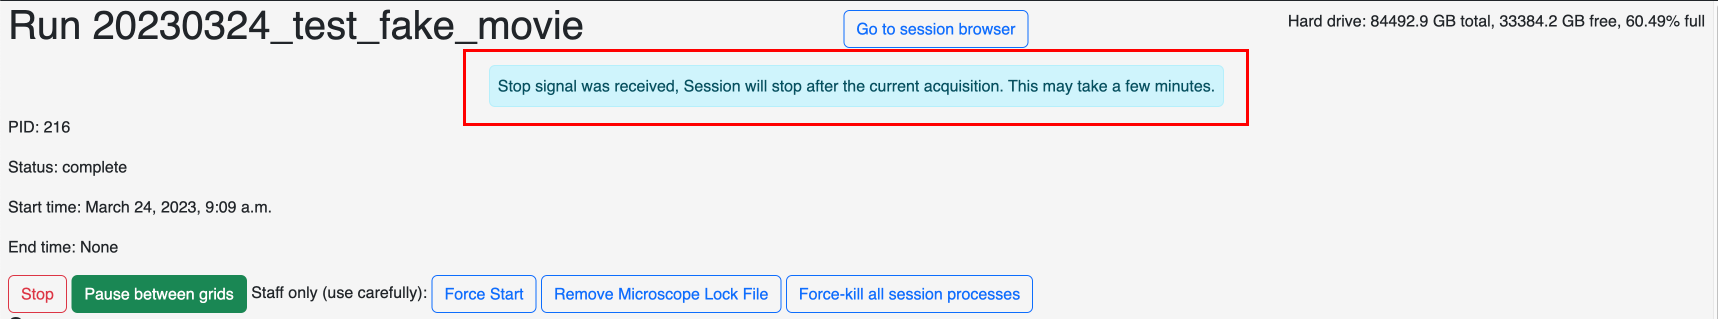 Run 20230324_test_fake_movie
Go to session browser
Hard drive: 84492.9 GB total, 33384.2 GB free, 60.49% full
Stop signal was received, Session will stop after the current acquisition. This may take a few minutes.
PID: 216
Status: complete
Start time: March 24, 2023, 9:09 a.m.
End time: None
Stop Pause between grids Staff only (use carefully): Force Start Remove Microscope Lock File Force-kill all session processes